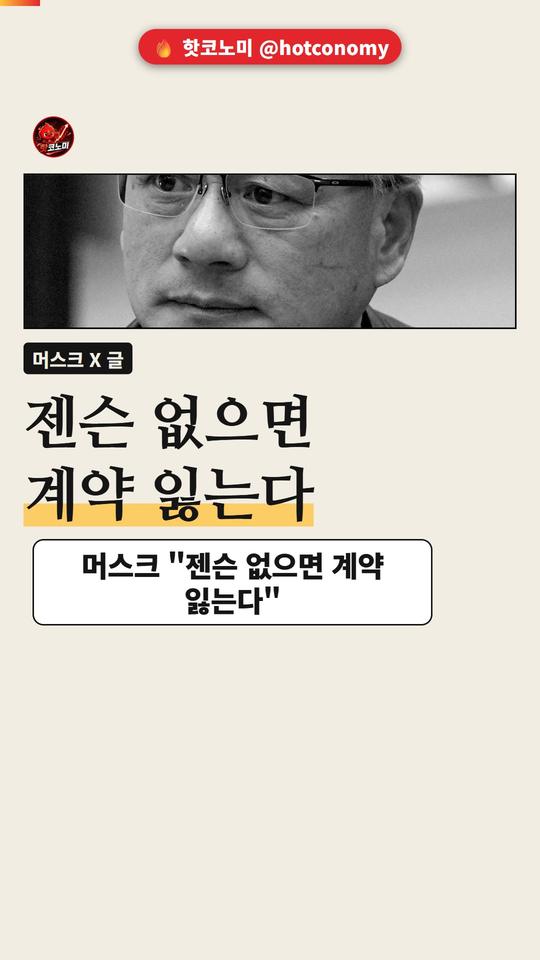 🔥 핫코노미 @hotconomy
핫코노미
머스크 X 글
젠슨 없으면
계약 잃는다
머스크 "젠슨 없으면 계약
잃는다"